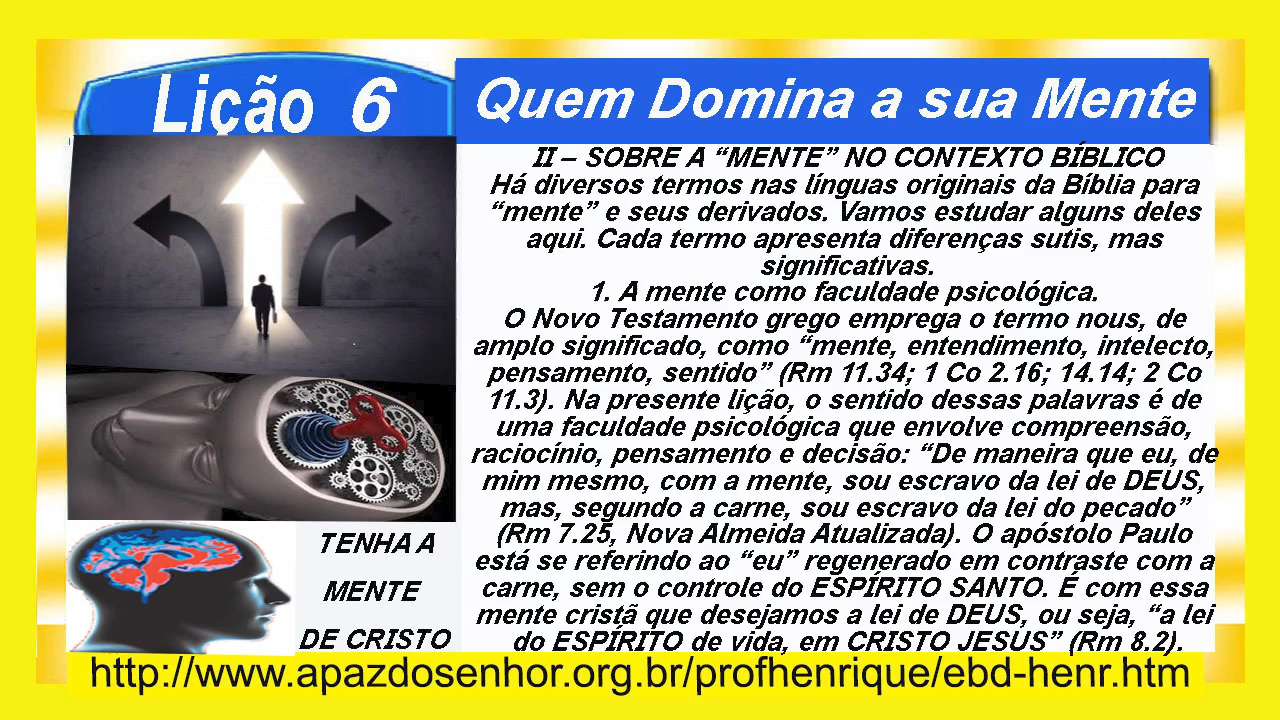 Lição 6
Quem Domina a sua Mente
II – SOBRE A “MENTE” NO CONTEXTO BÍBLICO
Há diversos termos nas línguas originais da Bíblia para
“mente” e seus derivados. Vamos estudar alguns deles
aqui. Cada termo apresenta diferenças sutis, mas
significativas.
1. A mente como faculdade psicológica.
O Novo Testamento grego emprega o termo nous, de
amplo significado, como “mente, entendimento, intelecto,
pensamento, sentido” (Rm 11.34; 1 Co 2.16; 14.14; 2 Co
11.3). Na presente lição, o sentido dessas palavras é de
uma faculdade psicológica que envolve compreensão,
raciocínio, pensamento e decisão: “De maneira que eu, de
mim mesmo, com a mente, sou escravo da lei de DEUS,
mas, segundo a carne, sou escravo da lei do pecado”
(Rm 7.25, Nova Almeida Atualizada). O apóstolo Paulo
está se referindo ao “eu” regenerado em contraste com a
carne, sem o controle do ESPÍRITO SANTO. É com essa
mente cristã que desejamos a lei de DEUS, ou seja, “a lei
do ESPÍRITO de vida, em CRISTO JESUS” (Rm 8.2).
TENHA A
MENTE
DE CRISTO
http://www.apazdosenhor.org.br/profhenrique/ebd-henr.htm